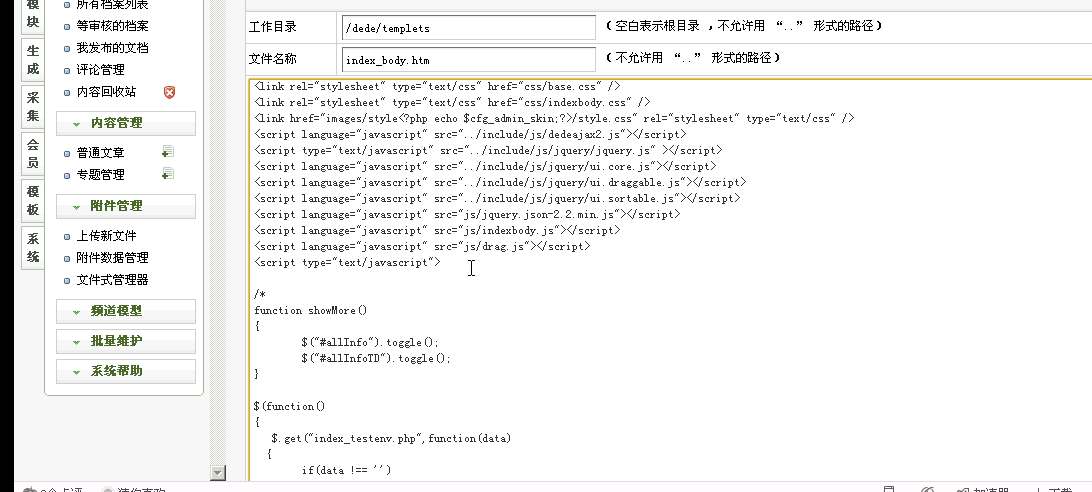 模
块
生
成
采
集
会
员
模
板
系
统
所有档案列表
等审核的档案
我发布的文档
评论管理
内容回收站
内容管理
普通文章
专题管理
附件管理
上传新文件
附件数据管理
文件式管理器
频道模型
批量维护
系统帮助
工作目录 /dede/templets （空白表示根目录 ，不允许用 “..” 形式的路径）
文件名称 index_body.htm （不允许用 “..” 形式的路径）
<link rel="stylesheet" type="text/css" href="css/base.css" />
<link rel="stylesheet" type="text/css" href="css/indexbody.css" />
<link href="images/style<?php echo $cfg_admin_skin;?>/style.css" rel="stylesheet" type="text/css" />
<script language="javascript" src="../include/js/dedeajax2.js"></script>
<script type="text/javascript" src="../include/js/jquery/jquery.js" ></script>
<script language="javascript" src="../include/js/jquery/ui.core.js"></script>
<script language="javascript" src="../include/js/jquery/ui.draggable.js"></script>
<script language="javascript" src="../include/js/jquery/ui.sortable.js"></script>
<script language="javascript" src="js/jquery.json-2.2.min.js"></script>
<script language="javascript" src="js/indexbody.js"></script>
<script language="javascript" src="js/drag.js"></script>
<script type="text/javascript">
/*
function showMore()
{
$("#allInfo").toggle();
$("#allInfoTD").toggle();
}
$(function()
{
$.get("index_testenv.php",function(data)
{
if(data !== '')
加速器
下载